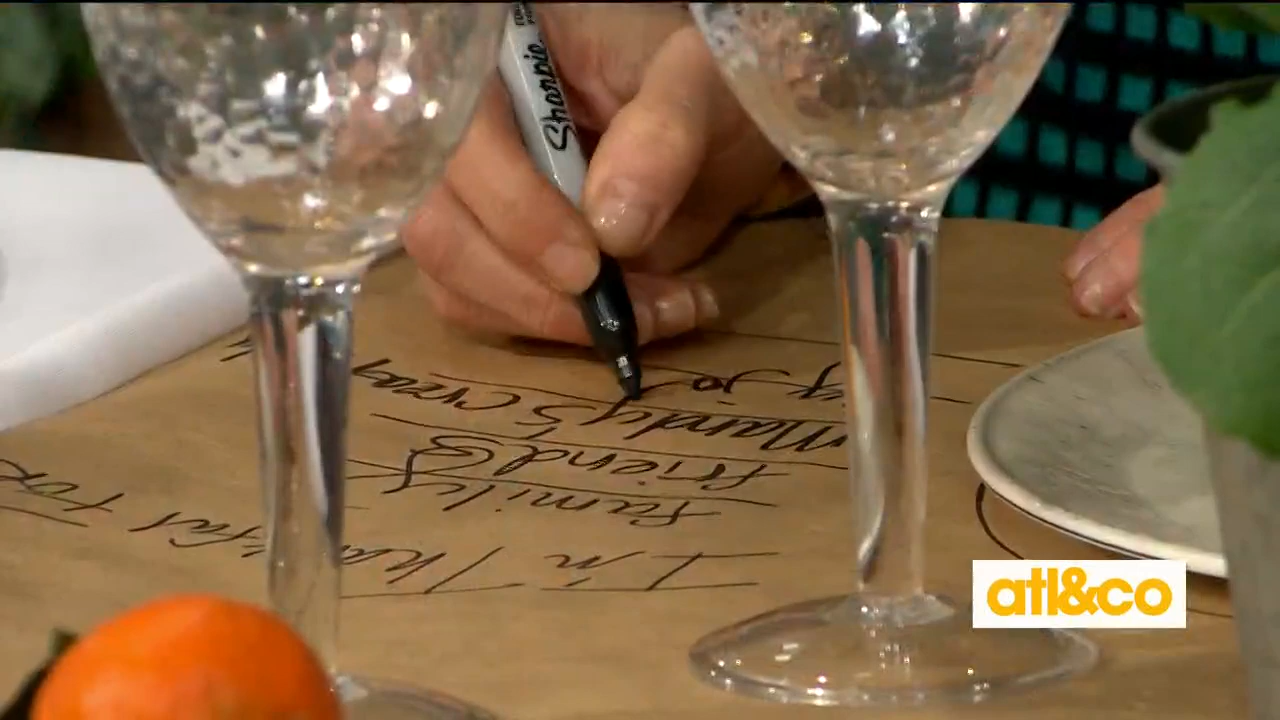 Sharpie
I'm Thankful For
Family
friends
Mandy's Crazy
atl&co